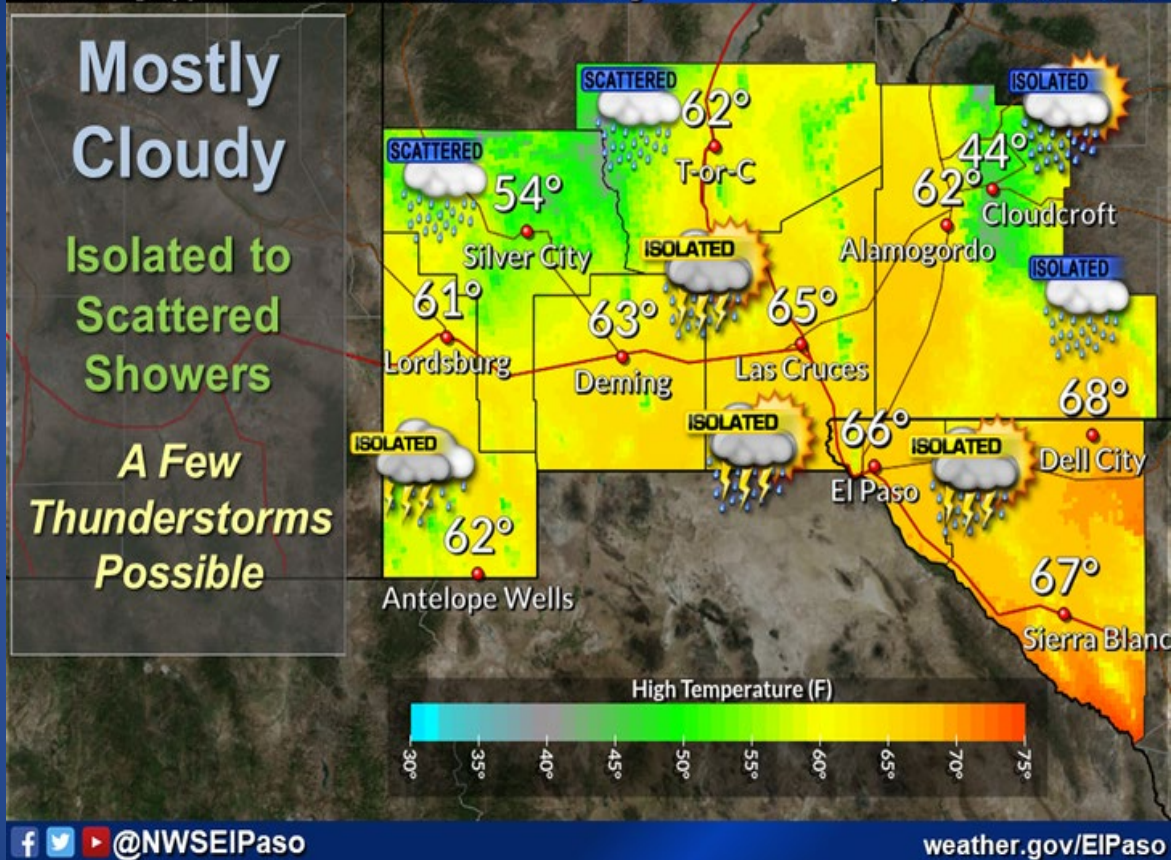 Mostly
Cloudy
Isolated to
Scattered
Showers
A Few
Thunderstorms
Possible
SCATTERED
62°
T-or-C
ISOLATED
SCATTERED
54°
Silver City
44°
Cloudcroft
62°
Alamogordo
ISOLATED
ISOLATED
61°
Lordsburg
63°
Deming
65°
Las Cruces
68°
Dell City
ISOLATED
ISOLATED
66°
El Paso
ISOLATED
62°
Antelope Wells
67°
Sierra Blanc
High Temperature (F)
30° 35° 40° 45° 50° 55° 60° 65° 70° 75°
@NWSElPaso
weather.gov/ElPaso